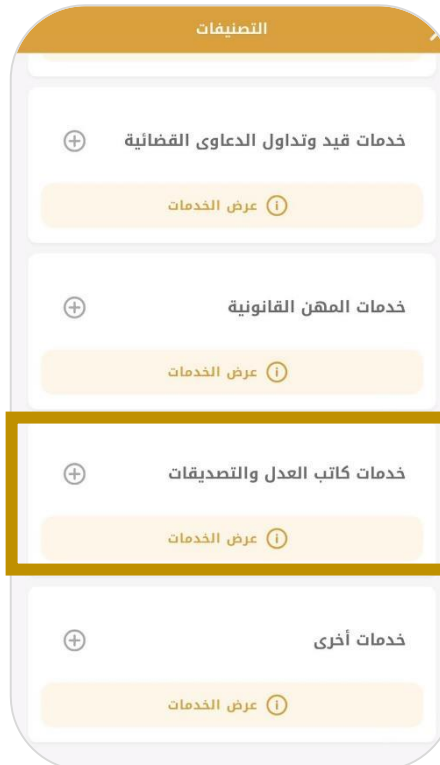 التصنيفات
خدمات قيد وتداول الدعاوى القضائية
عرض الخدمات
خدمات المهن القانونية
عرض الخدمات
خدمات كاتب العدل والتصديقات
عرض الخدمات
خدمات أخرى
عرض الخدمات